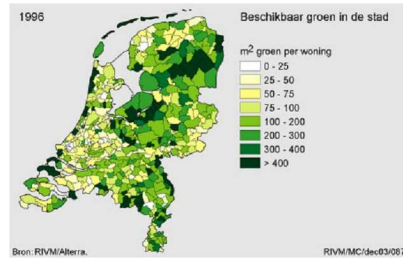 1996
Beschikbaar groen in de stad
m² groen per woning
0 - 25
25 - 50
50 - 75
75 - 100
100 - 200
200 - 300
300 - 400
> 400
Bron: RIVM/Alterra.
RIVM/MC/dec03/087